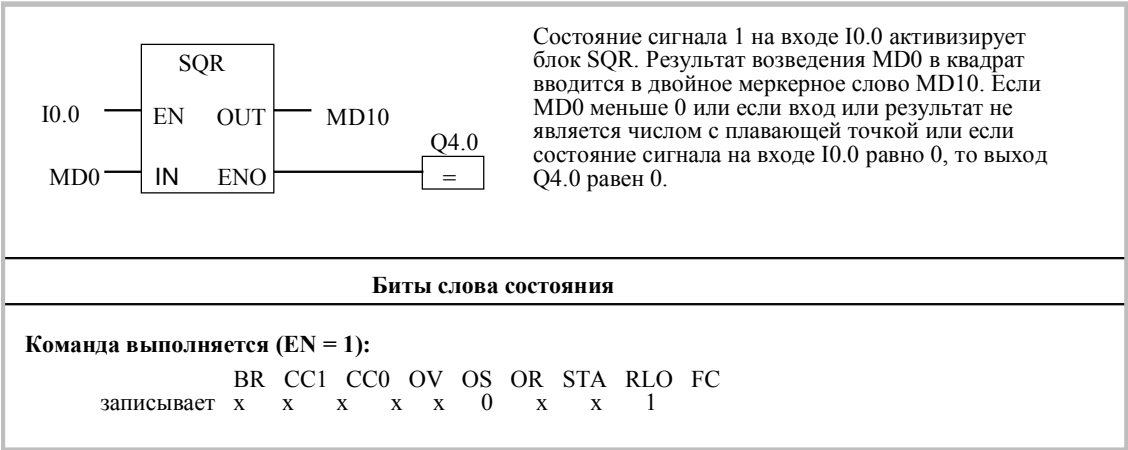 SQR
I0.0 EN OUT MD10
Q4.0
MD0 IN ENO =
Состояние сигнала 1 на входе I0.0 активизирует
блок SQR. Результат возведения MD0 в квадрат
вводится в двойное меркерное слово MD10. Если
MD0 меньше 0 или если вход или результат не
является числом с плавающей точкой или если
состояние сигнала на входе I0.0 равно 0, то выход
Q4.0 равен 0.
Биты слова состояния
Команда выполняется (EN = 1):
BR CC1 CC0 OV OS OR STA RLO FC
записывает x x x x x 0 x x 1